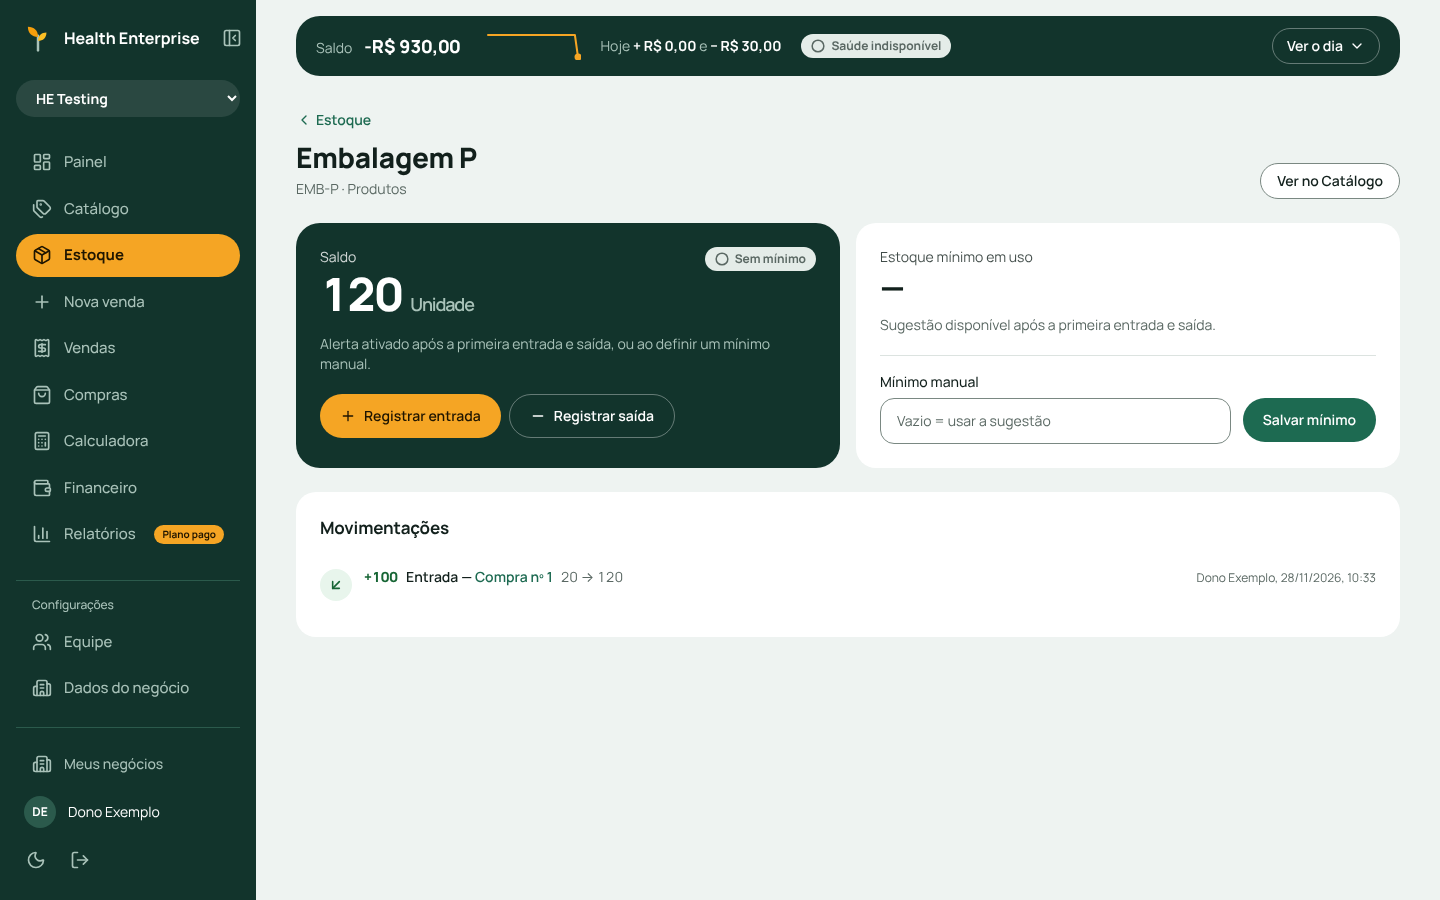 Health Enterprise
HE Testing
Painel
Catálogo
Estoque
Nova venda
Vendas
Compras
Calculadora
Financeiro
Relatórios Plano pago
Configurações
Equipe
Dados do negócio
Meus negócios
DE Dono Exemplo
Saldo -R$ 930,00 Hoje + R$ 0,00 e − R$ 30,00 Saúde indisponível Ver o dia
Estoque
Embalagem P
EMB-P · Produtos
Ver no Catálogo
Saldo
Sem mínimo
120 Unidade
Alerta ativado após a primeira entrada e saída, ou ao definir um mínimo
manual.
Registrar entrada
Registrar saída
Estoque mínimo em uso
—
Sugestão disponível após a primeira entrada e saída.
Mínimo manual
Vazio = usar a sugestão
Salvar mínimo
Movimentações
+100 Entrada — Compra nº 1 20 → 120 Dono Exemplo, 28/11/2026, 10:33